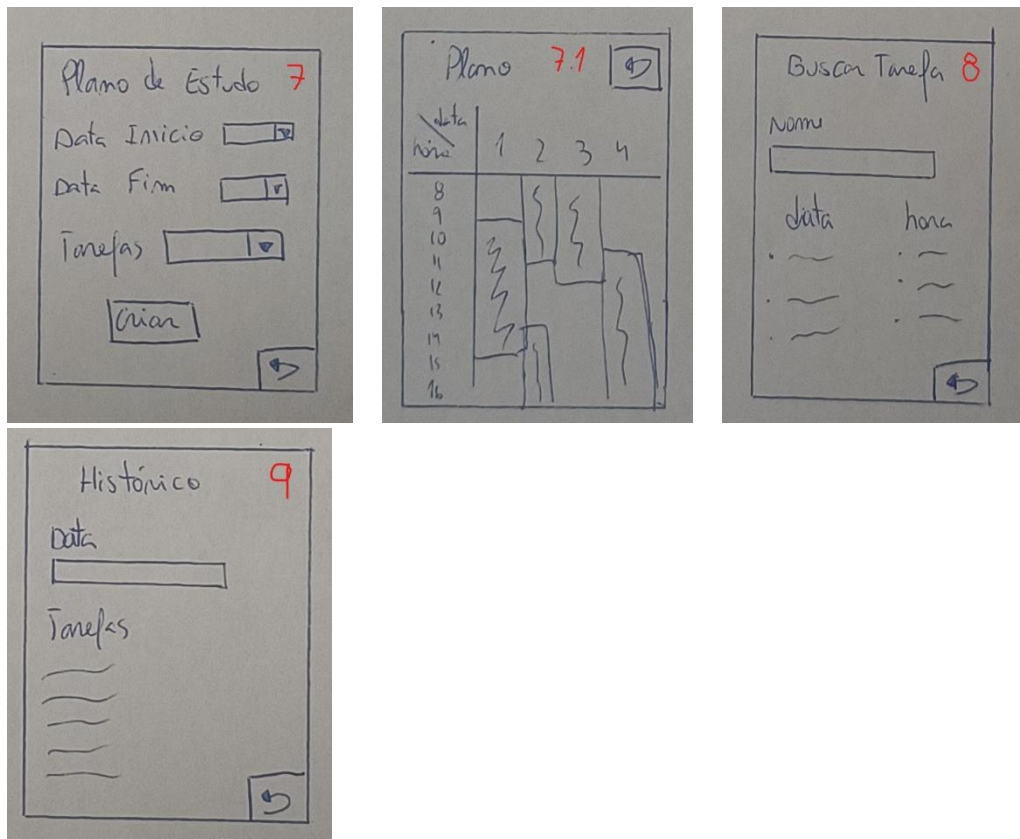 Plano de Estudo 7
Data Inicio
Data Fim
Tarefas
Criar
Plano 7.1
data
hora
1 2 3 4
8
9
10
11
12
13
14
15
16
Buscar Tarefa 8
Nome
data hora
Histórico 9
Data
Tarefas